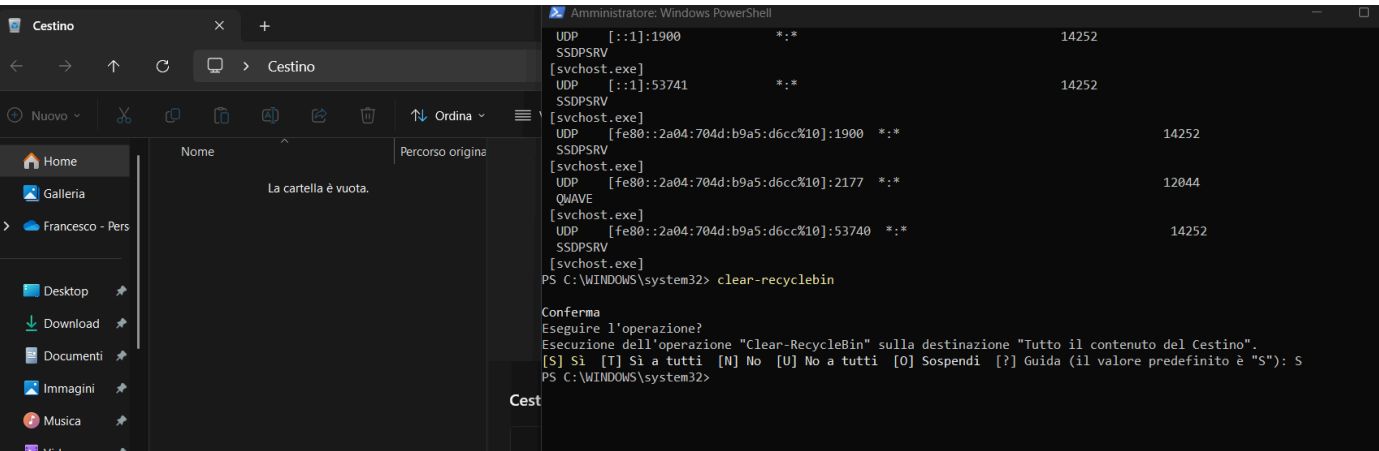 Cestino
Cestino
Nuovo
Ordina
Home
Galleria
Francesco - Pers
Desktop
Download
Documenti
Immagini
Musica
Nome Percorso origina
La cartella è vuota.
Cest
Amministratore: Windows PowerShell
UDP [::1]:1900 *:* 14252
SSDPSRV
[svchost.exe]
UDP [::1]:53741 *:* 14252
SSDPSRV
[svchost.exe]
UDP [fe80::2a04:704d:b9a5:d6cc%10]:1900 *:* 14252
SSDPSRV
[svchost.exe]
UDP [fe80::2a04:704d:b9a5:d6cc%10]:2177 *:* 12044
QWAVE
[svchost.exe]
UDP [fe80::2a04:704d:b9a5:d6cc%10]:53740 *:* 14252
SSDPSRV
[svchost.exe]
PS C:\WINDOWS\system32> clear-recyclebin
Conferma
Eseguire l'operazione?
Esecuzione dell'operazione "Clear-RecycleBin" sulla destinazione "Tutto il contenuto del Cestino".
[S] Sì [T] Sì a tutti [N] No [U] No a tutti [O] Sospendi [?] Guida (il valore predefinito è "S"): S
PS C:\WINDOWS\system32>